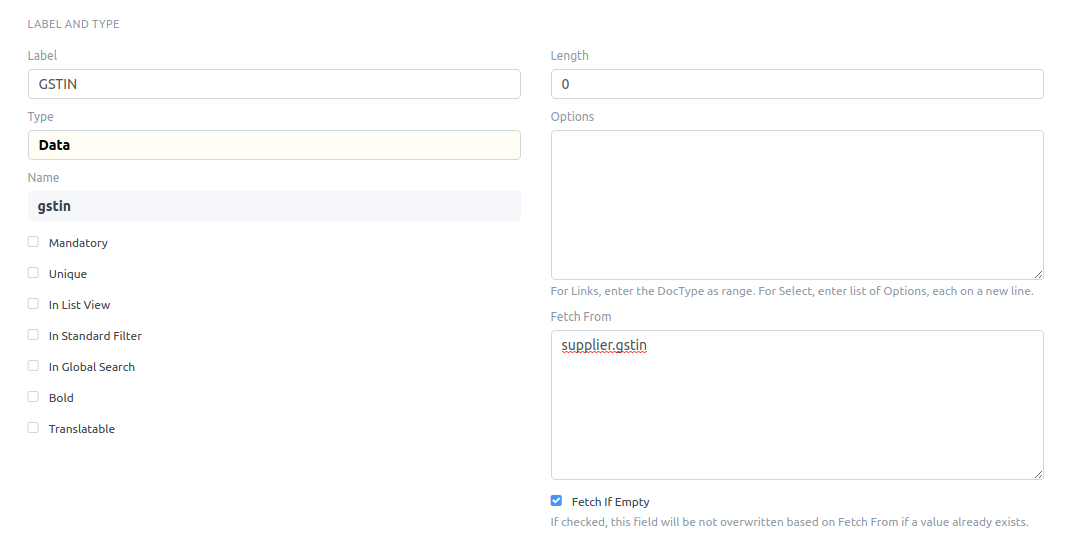 LABEL AND TYPE
Label
GSTIN
Type
Data
Name
gstin
Mandatory
Unique
In List View
In Standard Filter
In Global Search
Bold
Translatable
Length
0
Options
For Links, enter the DocType as range. For Select, enter list of Options, each on a new line.
Fetch From
supplier.gstin
Fetch If Empty
If checked, this field will be not overwritten based on Fetch From if a value already exists.